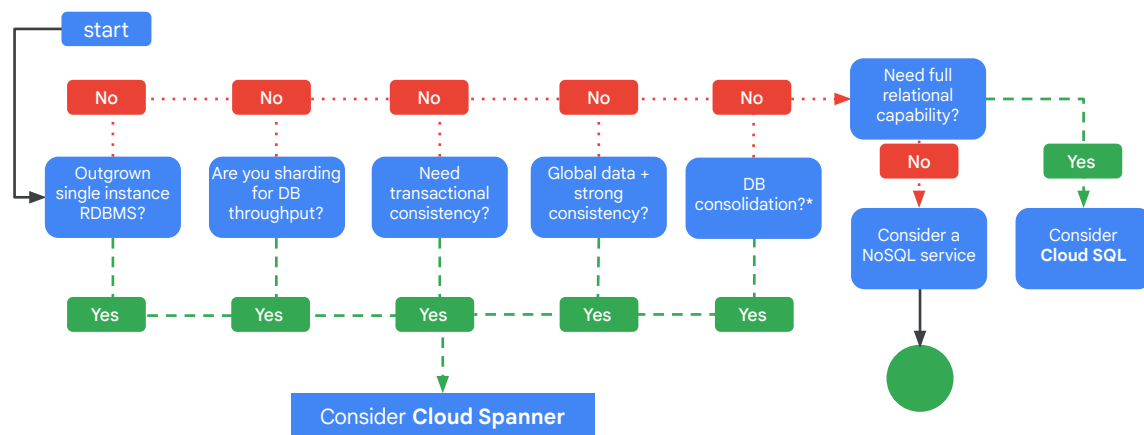 start
No
No
No
No
No
Need full
relational
capability?
No
Yes
Outgrown
single instance
RDBMS?
Are you sharding
for DB
throughput?
Need
transactional
consistency?
Global data +
strong
consistency?
DB
consolidation?*
Consider a
NoSQL service
Consider
Cloud SQL
Yes
Yes
Yes
Yes
Yes
Consider Cloud Spanner